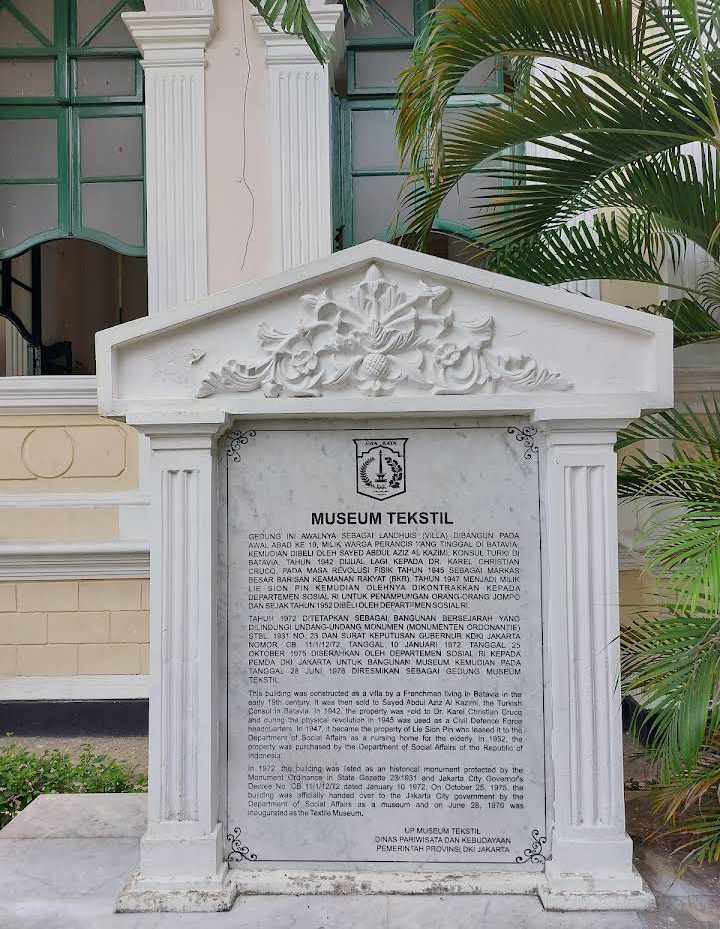 JAYA RAYA
MUSEUM TEKSTIL
GEDUNG INI AWALNYA SEBAGAI LANDHUIS (VILLA) DIBANGUN PADA
AWAL ABAD KE 19, MILIK WARGA PERANCIS YANG TINGGAL DI BATAVIA,
KEMUDIAN DIBELI OLEH SAYED ABDUL AZIZ AL KAZIMI, KONSUL TURKI DI
BATAVIA. TAHUN 1942 DIJUAL LAGI KEPADA DR. KAREL CHRISTIAN
CRUCQ. PADA MASA REVOLUSI FISIK TAHUN 1945 SEBAGAI MARKAS
BESAR BARISAN KEAMANAN RAKYAT (BKR). TAHUN 1947 MENJADI MILIK
LIE SION PIN KEMUDIAN OLEHNYA DIKONTRAKKAN KEPADA
DEPARTEMEN SOSIAL RI UNTUK PENAMPUNGAN ORANG-ORANG JOMPO
DAN SEJAK TAHUN 1952 DIBELI OLEH DEPARTEMEN SOSIAL RI.
TAHUN 1972 DITETAPKAN SEBAGAI BANGUNAN BERSEJARAH YANG
DILINDUNGI UNDANG-UNDANG MONUMEN (MONUMENTEN ORDONANTIE)
STBL. 1931 NO. 23 DAN SURAT KEPUTUSAN GUBERNUR KDKI JAKARTA
NOMOR CB 11/1/12/72, TANGGAL 10 JANUARI 1972 TANGGAL 25
OKTOBER 1975 DISERAHKAN OLEH DEPARTEMEN SOSIAL RI KEPADA
PEMDA DKI JAKARTA UNTUK BANGUNAN MUSEUM KEMUDIAN PADA
TANGGAL 28 JUNI 1976 DIRESMIKAN SEBAGAI GEDUNG MUSEUM
TEKSTIL
This building was constructed as a villa by a Frenchman living in Batavia in the
early 19th century. It was then sold to Sayed Abdul Aziz Al Kazimi, the Turkish
Consul in Batavia. In 1942, the property was sold to Dr. Karel Christian Crucq
and during the physical revolution in 1945 was used as a Civil Defence Force
headquarters. In 1947, it became the property of Lie Sion Pin who leased it to the
Department of Social Affairs as a nursing home for the elderly. In 1952, the
property was purchased by the Department of Social Affairs of the Republic of
Indonesia.
In 1972, the building was listed as an historical monument protected by the
Monument Ordinance in State Gazette 23/1931 and Jakarta City Governor's
Decree No. CB 11/1/12/72 dated January 10 1972. On October 25, 1975, the
building was officially handed over to the Jakarta City government by the
Department of Social Affairs as a museum and on June 28, 1976 was
inaugurated as the Textile Museum.
UP MUSEUM TEKSTIL
DINAS PARIWISATA DAN KEBUDAYAAN
PEMERINTAH PROVINSI DKI JAKARTA